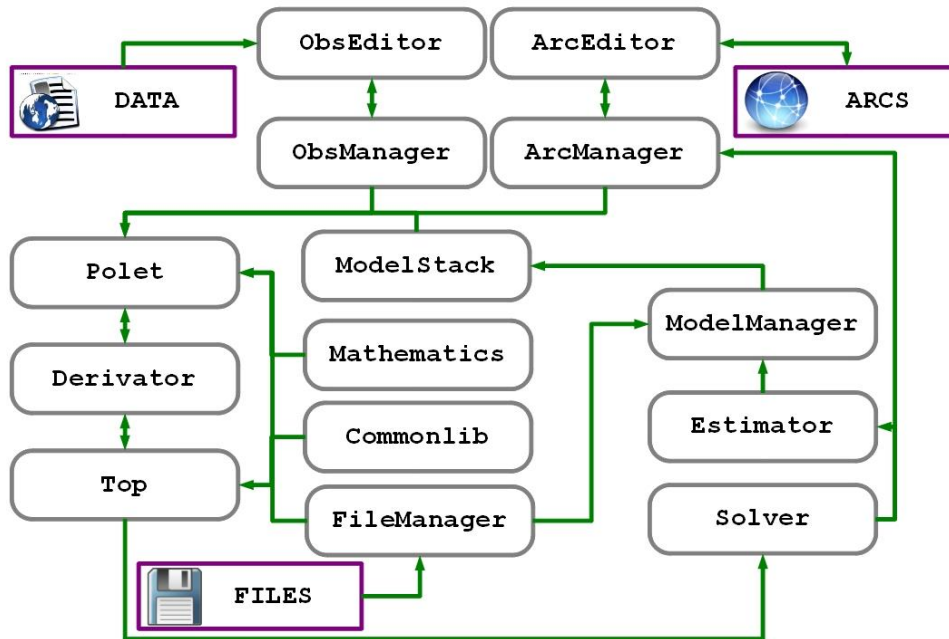 ObsEditor
ArcEditor
DATA
ARCS
ObsManager
ArcManager
Polet
ModelStack
ModelManager
Mathematics
Derivator
Estimator
Commonlib
Top
FileManager
Solver
FILES